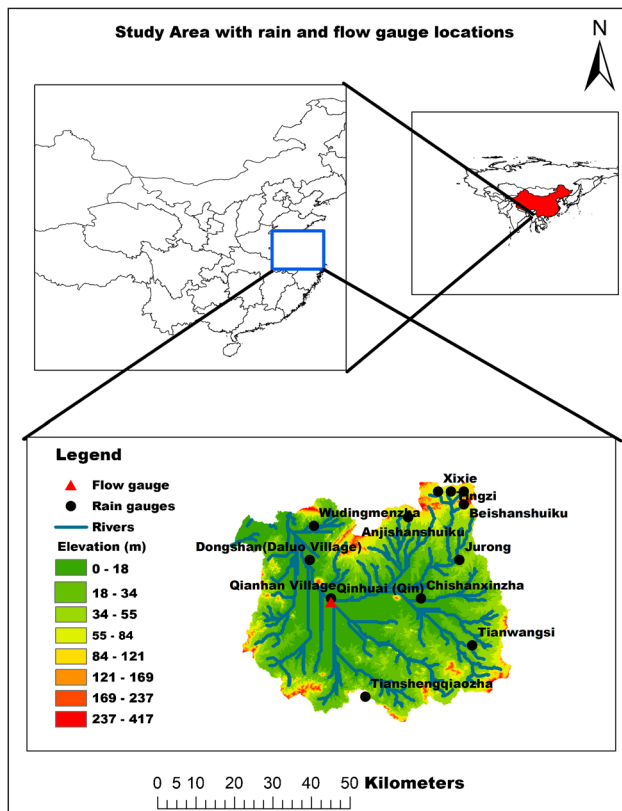 Study Area with rain and flow gauge locations
N
Legend
Flow gauge
Rain gauges
Rivers
Elevation (m)
0 - 18
18 - 34
34 - 55
55 - 84
84 - 121
121 - 169
169 - 237
237 - 417
Xixie
Beishanshuiku
Wudingmenzha
Anjishanshuiku
Dongshan(Daluo Village)
Jurong
Qianhan Village
Qinhuai (Qin)
Chishanxinzha
Tianwangsi
Tianshengqiaozha
0 5 10 20 30 40 50 Kilometers